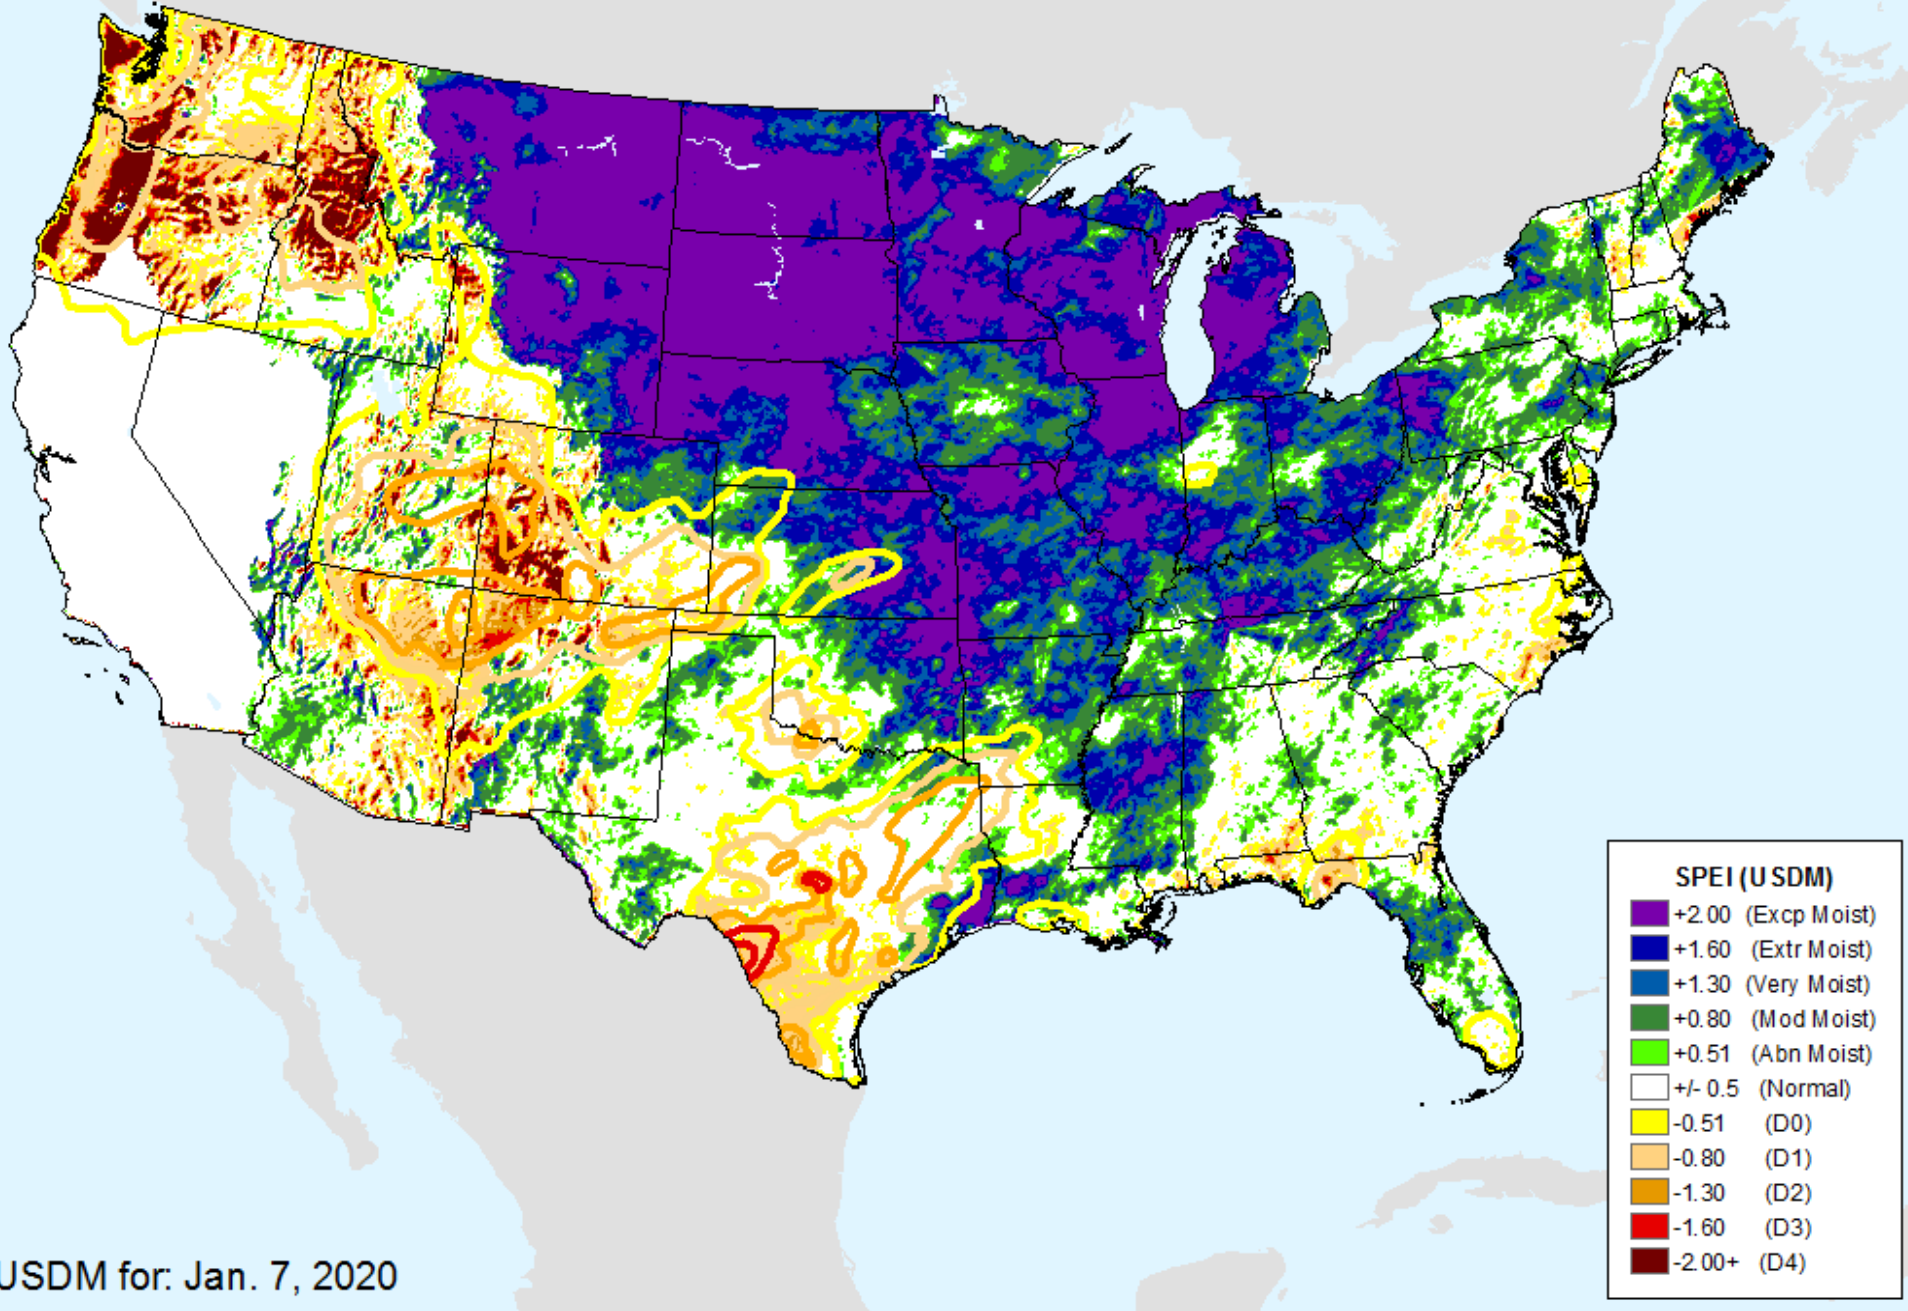 SPEI (USDM)
+2.00 (Excp Moist)
+1.60 (Extr Moist)
+1.30 (Very Moist)
+0.80 (Mod Moist)
+0.51 (Abn Moist)
+/- 0.5 (Normal)
-0.51 (D0)
-0.80 (D1)
-1.30 (D2)
-1.60 (D3)
-2.00+ (D4)
USDM for: Jan. 7, 2020